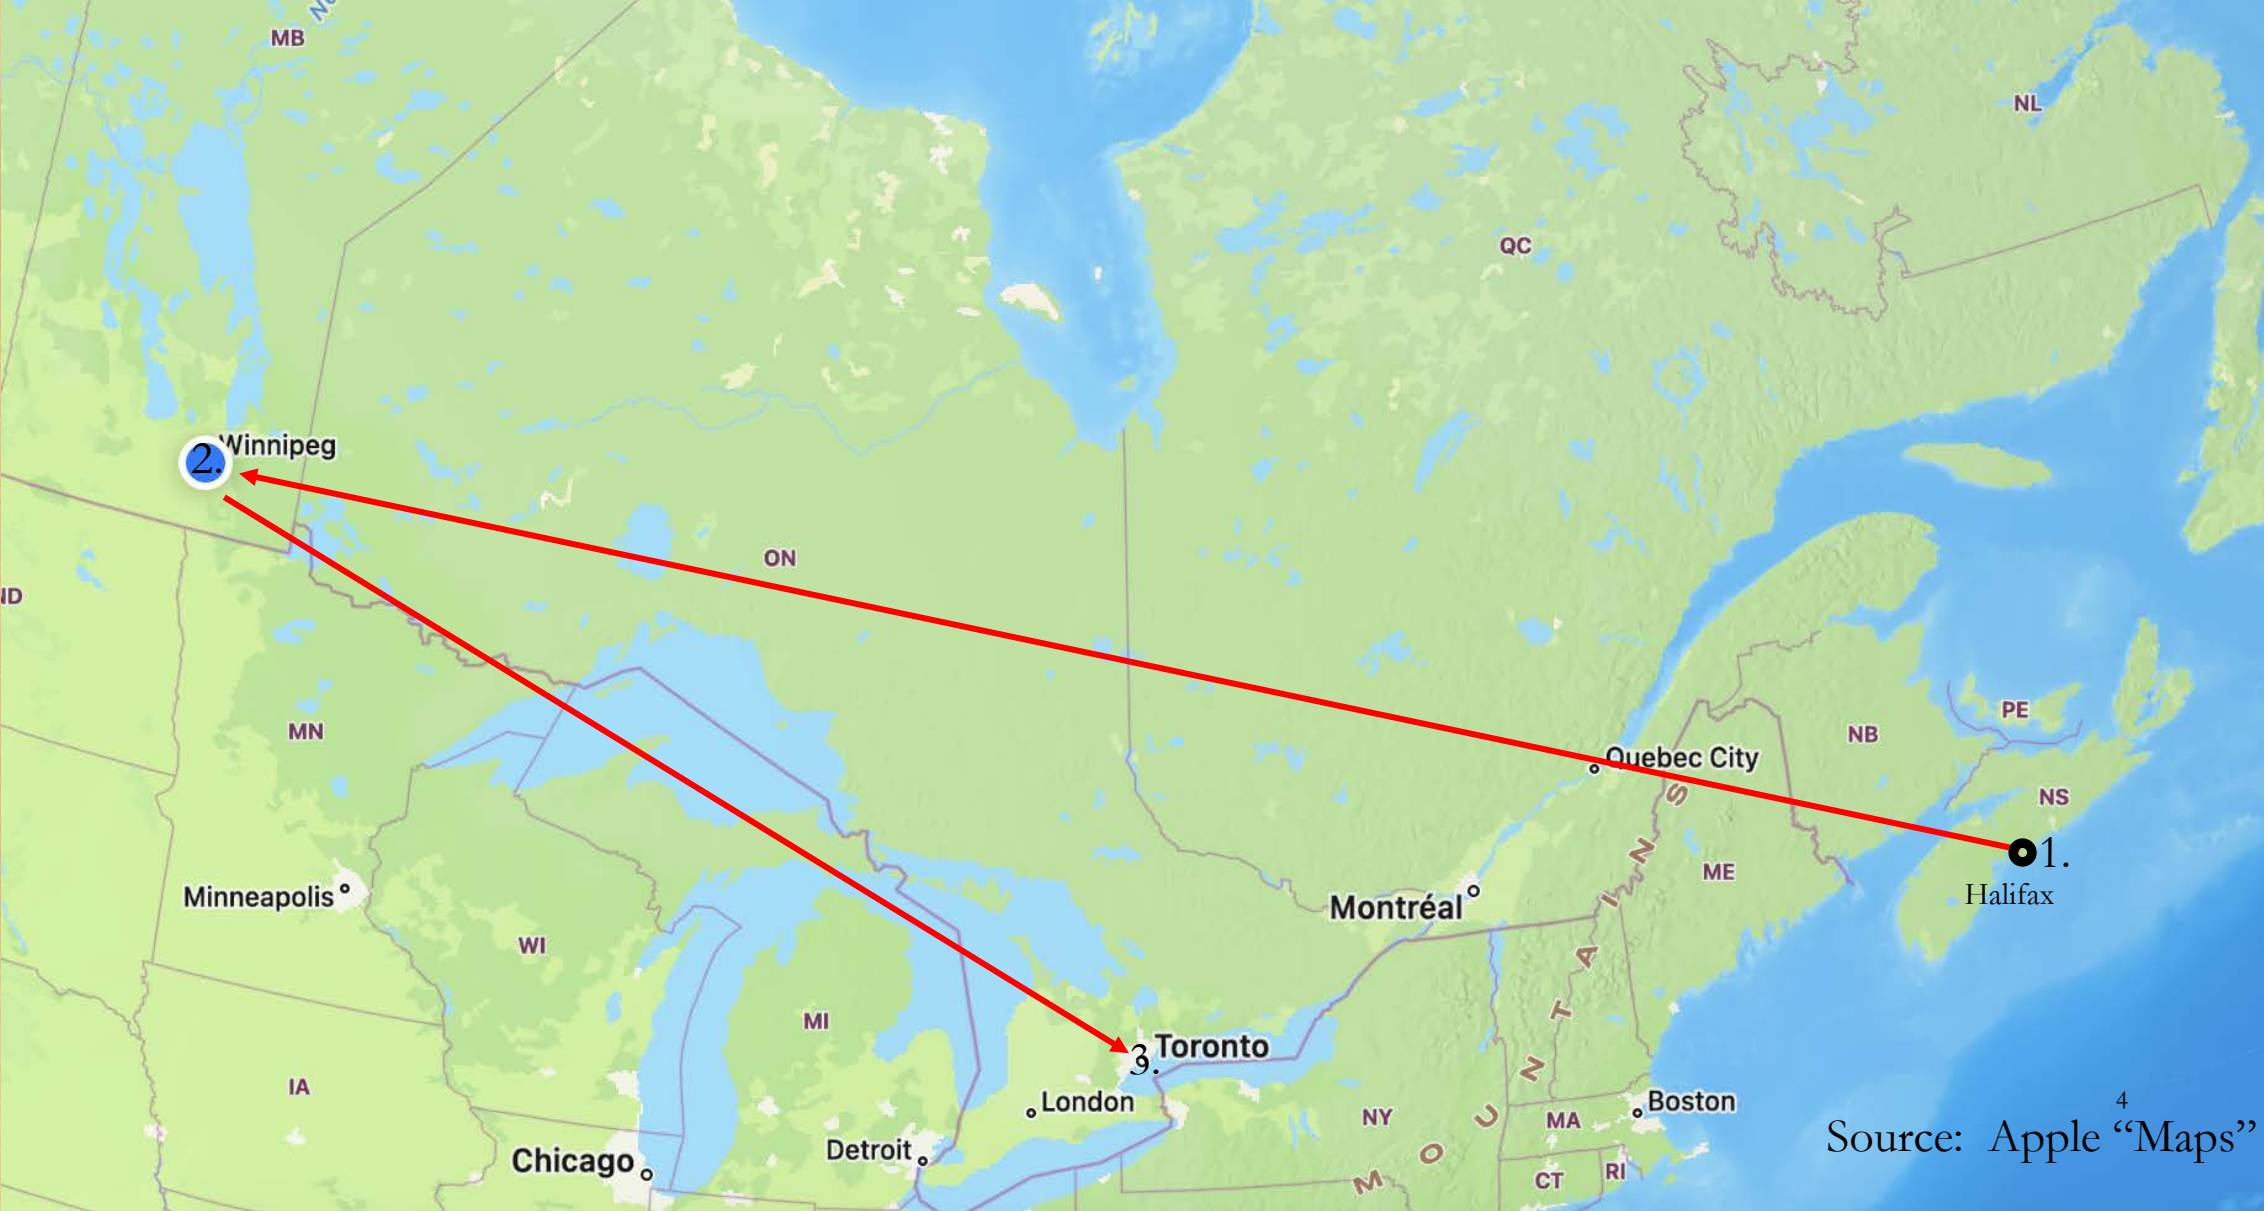 MB
NL
QC
Winnipeg
2.
ON
ND
MN
PE
NB
Quebec City
NS
1.
Halifax
ME
Minneapolis
Montréal
WI
MI
Toronto
3.
IA
London
NY
MA
Boston
MOUNTAINS
Detroit
Chicago
CT
RI
4
Source: Apple “Maps”